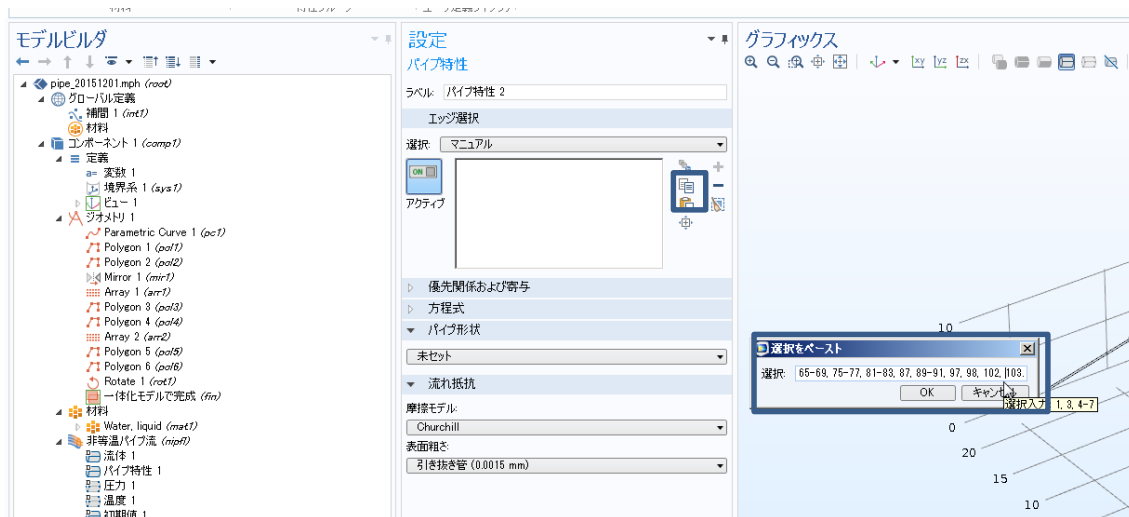 モデルビルダ
pipe_20151201.mph (root)
グローバル定義
補間 1 (int1)
材料
コンポーネント 1 (comp1)
定義
a= 変数 1
境界系 1 (sys1)
ビュー 1
ジオメトリ 1
Parametric Curve 1 (pc1)
Polygon 1 (pol1)
Polygon 2 (pol2)
Mirror 1 (mir1)
Array 1 (arr1)
Polygon 3 (pol3)
Polygon 4 (pol4)
Array 2 (arr2)
Polygon 5 (pol5)
Polygon 6 (pol6)
Rotate 1 (rot1)
一体化モデルで完成 (fin)
材料
Water, liquid (mat1)
非等温パイプ流 (nipfl)
流体 1
パイプ特性 1
圧力 1
温度 1
初期値 1
設定
パイプ特性
ラベル: パイプ特性 2
エッジ選択
選択: マニュアル
ON
アクティブ
優先関係および寄与
方程式
パイプ形状
未セット
流れ抵抗
摩擦モデル:
Churchill
表面粗さ:
引き抜き管 (0.0015 mm)
グラフィックス
xy yz zx
10
選択をペースト
選択: 65-69, 75-77, 81-83, 87, 89-91, 97, 98, 102, 103.
OK
選択入力: 1, 3, 4-7
0
20
15
10